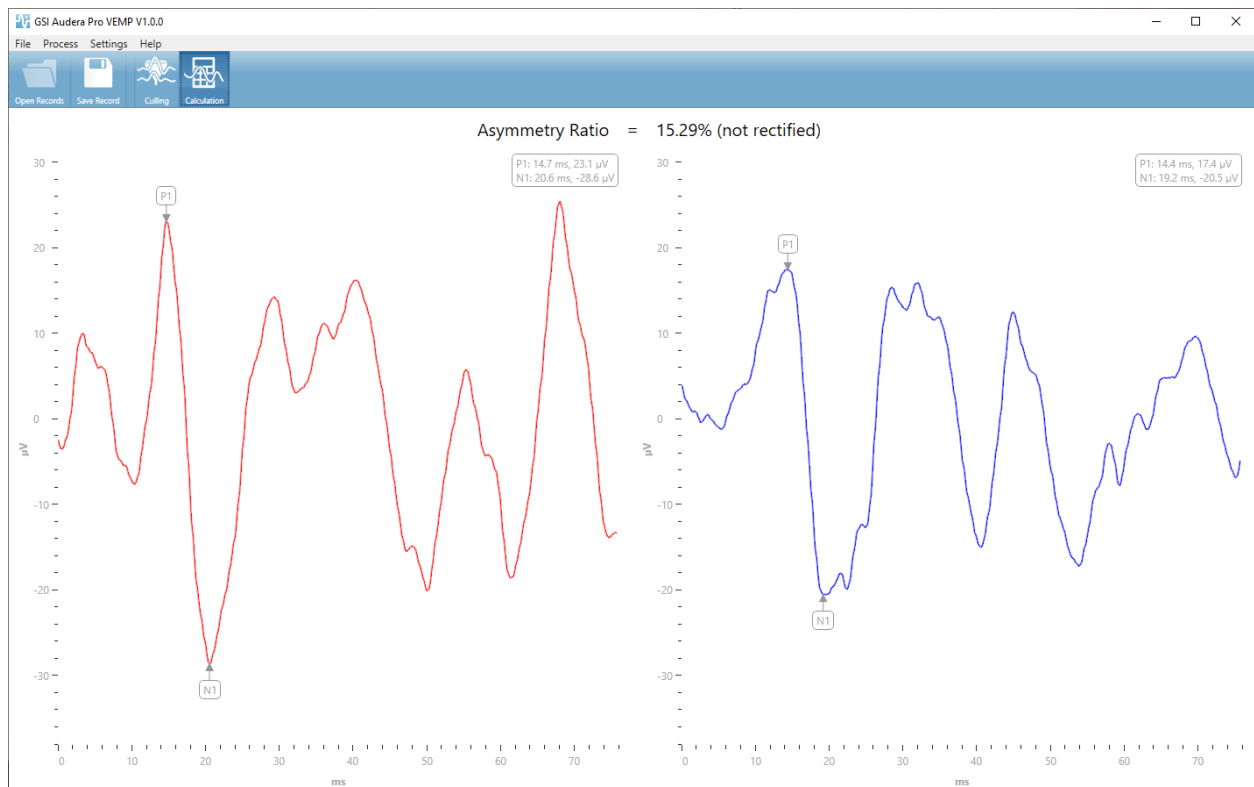 GSI Audera Pro VEMP V1.0.0
File Process Settings Help
Open Records Save Record Culling Calculation
Asymmetry Ratio = 15.29% (not rectified)
P1: 14.7 ms, 23.1 µV
N1: 20.6 ms, -28.6 µV
30
20
10
0
-10
-20
-30
µV
P1
N1
0 10 20 30 40 50 60 70
ms
P1: 14.4 ms, 17.4 µV
N1: 19.2 ms, -20.5 µV
30
20
10
0
-10
-20
-30
µV
P1
N1
0 10 20 30 40 50 60 70
ms